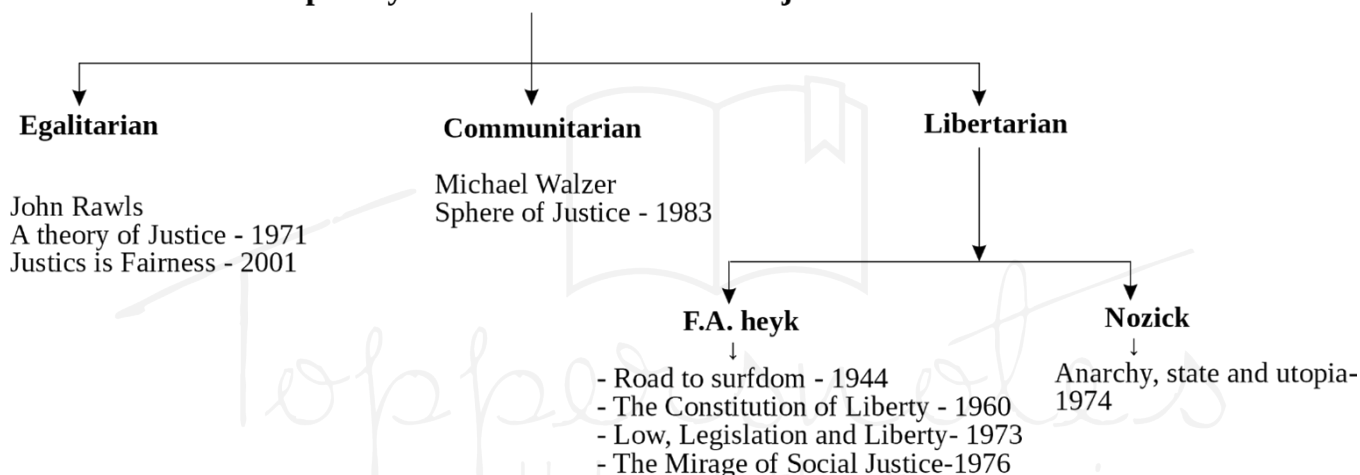 Egalitarian
Communitarian
Libertarian
John Rawls
A theory of Justice - 1971
Justics is Fairness - 2001
Michael Walzer
Sphere of Justice - 1983
F.A. heyk
↓
- Road to surfdom - 1944
- The Constitution of Liberty - 1960
- Low, Legislation and Liberty- 1973
- The Mirage of Social Justice-1976
Nozick
↓
Anarchy, state and utopia-
1974
Toppernotes